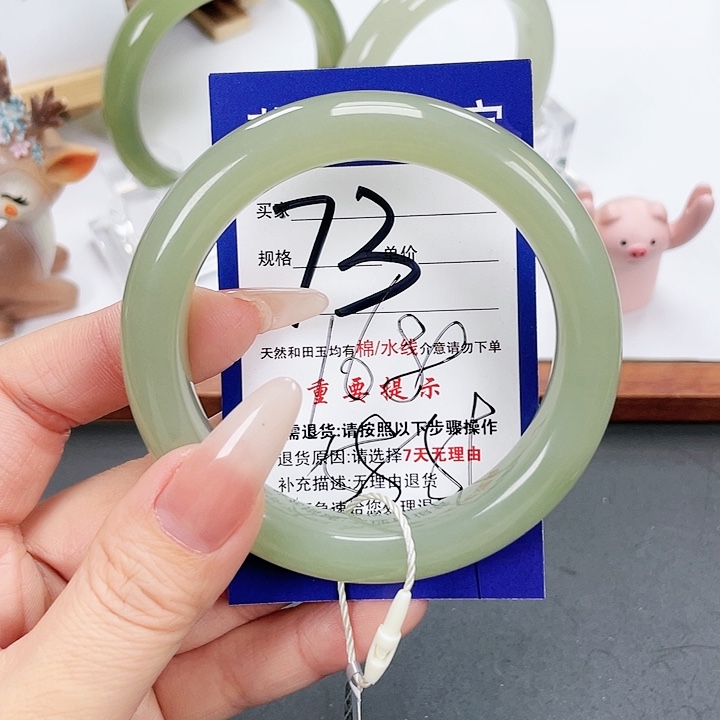 买家
73
规格 单价
168
天然和田玉均有棉/水线介意请勿下单
重要提示
需退货:请按照以下步骤操作
退货原因:请选择7天无理由
补充描述:无理由退货